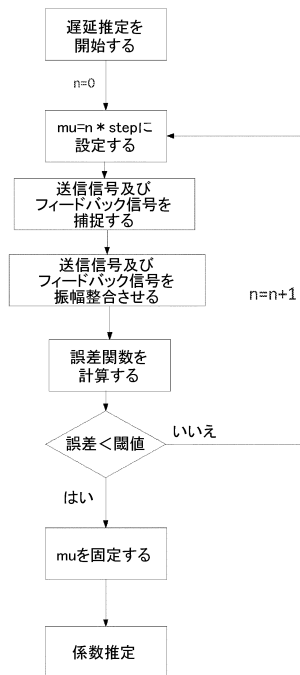 遅延推定を
開始する
n=0
mu=n * stepに
設定する
送信信号及び
フィードバック信号を
捕捉する
送信信号及び
フィードバック信号を
振幅整合させる
n=n+1
誤差関数を
計算する
誤差<閾値
いいえ
はい
muを固定する
係数推定